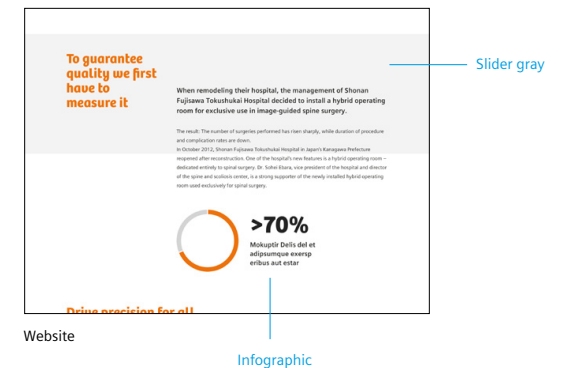 To guarantee
quality we first
have to
measure it
Slider gray
When remodeling their hospital, the management of Shonan
Fujisawa Tokushukai Hospital decided to install a hybrid operating
room for exclusive use in image-guided spine surgery.
The result: The number of surgeries performed has risen sharply, while duration of procedure
and complication rates are down.
In October 2012, Shonan Fujisawa Tokushukai Hospital in Japan's Kanagawa Prefecture
reopened after reconstruction. One of the hospital's new features is a hybrid operating room –
dedicated entirely to spinal surgery. Dr. Sohei Ebara, vice president of the hospital and director
of the spine and scoliosis center, is a strong supporter of the newly installed hybrid operating
room used exclusively for spinal surgery.
>70%
Mokuptir Delis del et
adipsumque exersp
eribus aut estar
Drive precision for all
Website
Infographic